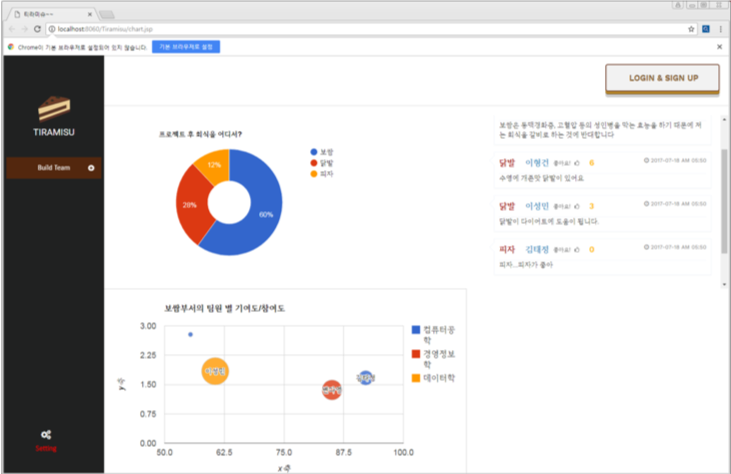 티라미슈~~
localhost:8080/Tiramisu/chart.jsp
Chrome이 기본 브라우저로 설정되어 있지 않습니다.
기본 브라우저로 설정
LOGIN & SIGN UP
TIRAMISU
Build Team
Setting
프로젝트 후 회식을 어디서?
보쌈
닭발
피자
12%
28%
60%
보쌈은 동맥경화증, 고혈압 등의 성인병을 막는 효능을 하기 때문에 저
는 회식을 갈비로 하는 것에 반대합니다
닭발 이형건 좋아요! 6 2017-07-18 AM 05:50
수영에 가존맛 닭발이 있어요
닭발 이성민 좋아요! 3 2017-07-18 AM 05:50
닭발이 다이어트에 도움이 됩니다.
피자 김태성 좋아요! 0 2017-07-18 AM 05:50
피자...피자가 좋아
보쌈부서의 팀원 별 기여도/참여도
3.00
2.25
1.50
0.75
0.00
50.0
62.5
75.0
87.5
100.0
y축
x축
컴퓨터공
학
경영정보
학
데이터학